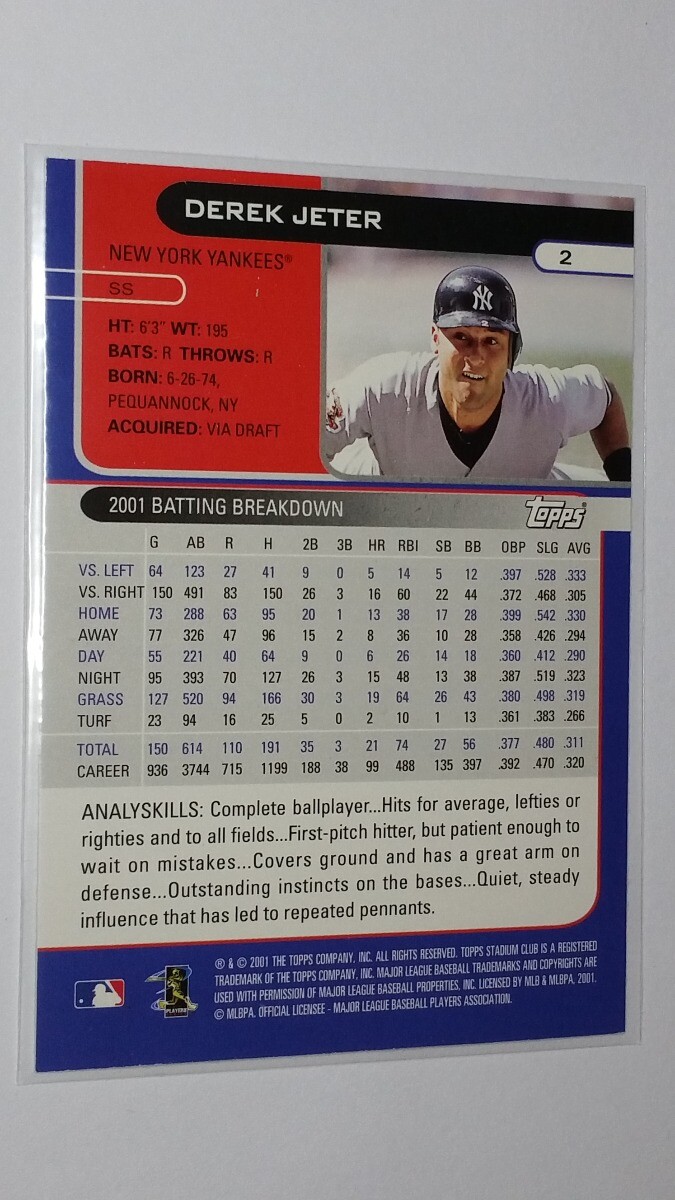 DEREK JETER
2
NEW YORK YANKEES®
SS
HT: 6'3" WT: 195
BATS: R THROWS: R
BORN: 6-26-74,
PEQUANNOCK, NY
ACQUIRED: VIA DRAFT
NY
2
2001 BATTING BREAKDOWN
Topps®
G AB R H 2B 3B HR RBI SB BB OBP SLG AVG
VS. LEFT 64 123 27 41 9 0 5 14 5 12 .397 .528 .333
VS. RIGHT 150 491 83 150 26 3 16 60 22 44 .372 .468 .305
HOME 73 288 63 95 20 1 13 38 17 28 .399 .542 .330
AWAY 77 326 47 96 15 2 8 36 10 28 .358 .426 .294
DAY 55 221 40 64 9 0 6 26 14 18 .360 .412 .290
NIGHT 95 393 70 127 26 3 15 48 13 38 .387 .519 .323
GRASS 127 520 94 166 30 3 19 64 26 43 .380 .498 .319
TURF 23 94 16 25 5 0 2 10 1 13 .361 .383 .266
TOTAL 150 614 110 191 35 3 21 74 27 56 .377 .480 .311
CAREER 936 3744 715 1199 188 38 99 488 135 397 .392 .470 .320
ANALYSKILLS: Complete ballplayer...Hits for average, lefties or
righties and to all fields...First-pitch hitter, but patient enough to
wait on mistakes...Covers ground and has a great arm on
defense...Outstanding instincts on the bases...Quiet, steady
influence that has led to repeated pennants.
® & © 2001 THE TOPPS COMPANY, INC. ALL RIGHTS RESERVED. TOPPS STADIUM CLUB IS A REGISTERED
TRADEMARK OF THE TOPPS COMPANY, INC. MAJOR LEAGUE BASEBALL TRADEMARKS AND COPYRIGHTS ARE
USED WITH PERMISSION OF MAJOR LEAGUE BASEBALL PROPERTIES, INC. LICENSED BY MLB & MLBPA, 2001.
© MLBPA, OFFICIAL LICENSEE - MAJOR LEAGUE BASEBALL PLAYERS ASSOCIATION.
PLAYERS